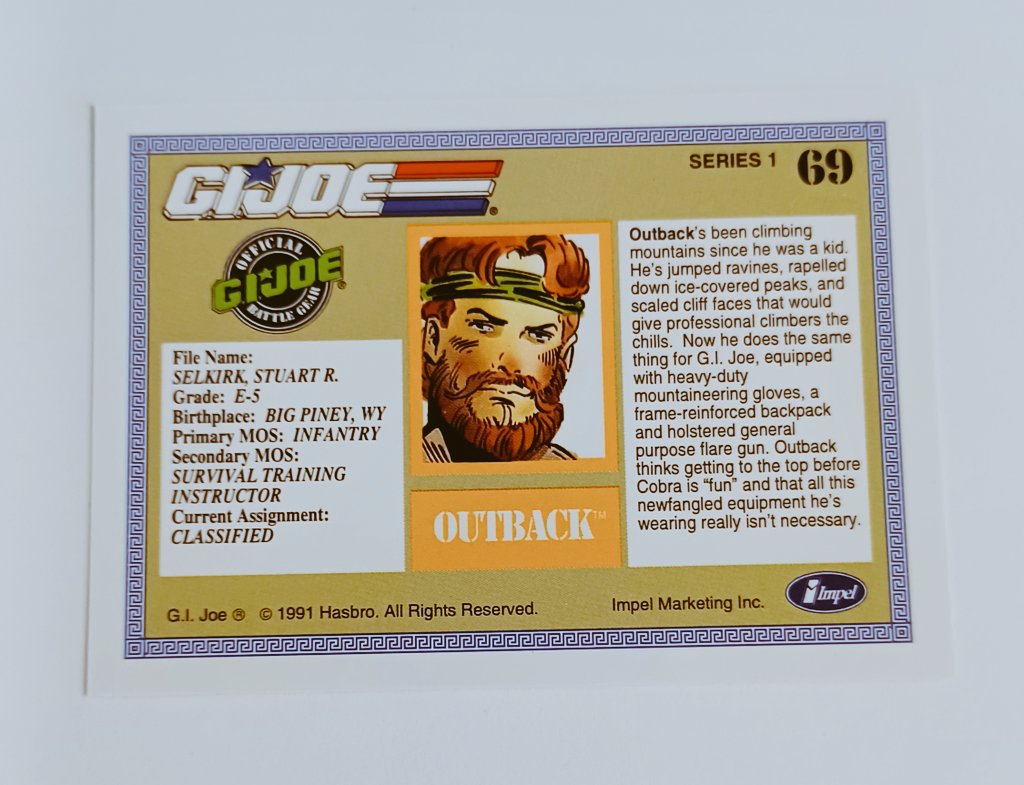 GI JOE ®
SERIES 1 69
OFFICIAL
GI JOE ®
BATTLE GEAR
File Name:
SELKIRK, STUART R.
Grade: E-5
Birthplace: BIG PINEY, WY
Primary MOS: INFANTRY
Secondary MOS:
SURVIVAL TRAINING
INSTRUCTOR
Current Assignment:
CLASSIFIED
OUTBACK™
Outback's been climbing
mountains since he was a kid.
He's jumped ravines, rapelled
down ice-covered peaks, and
scaled cliff faces that would
give professional climbers the
chills. Now he does the same
thing for G.I. Joe, equipped
with heavy-duty
mountaineering gloves, a
frame-reinforced backpack
and holstered general
purpose flare gun. Outback
thinks getting to the top before
Cobra is “fun” and that all this
newfangled equipment he's
wearing really isn't necessary.
G.I. Joe ® © 1991 Hasbro. All Rights Reserved.
Impel Marketing Inc.
Impel